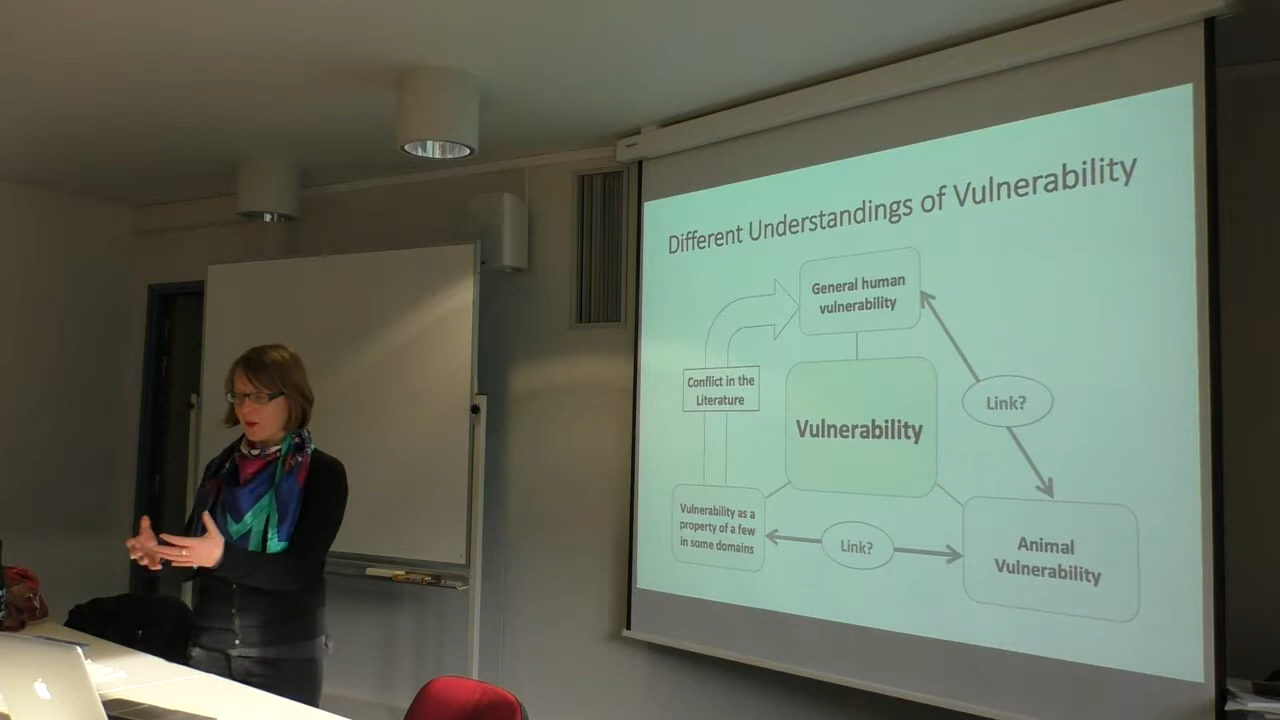 Different Understandings of Vulnerability
General human
vulnerability
Conflict in the
Literature
Link?
Vulnerability
Vulnerability as a
property of a few
in some domains
Link?
Animal
Vulnerability